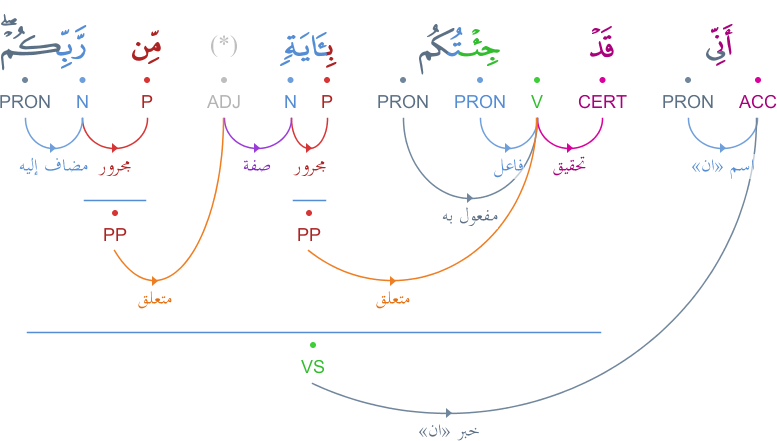 أَنِّى قَدْ جِئْتُكُم بِـَٔايَةٍ (*) مِّن رَّبِّكُمْ ۖ
ACC PRON CERT V PRON PRON P N ADJ P N PRON
اسم «ان» تحقيق فاعل مجرور صفة مجرور مضاف إليه
مفعول به
PP PP
متعلق متعلق
VS
خبر «ان»